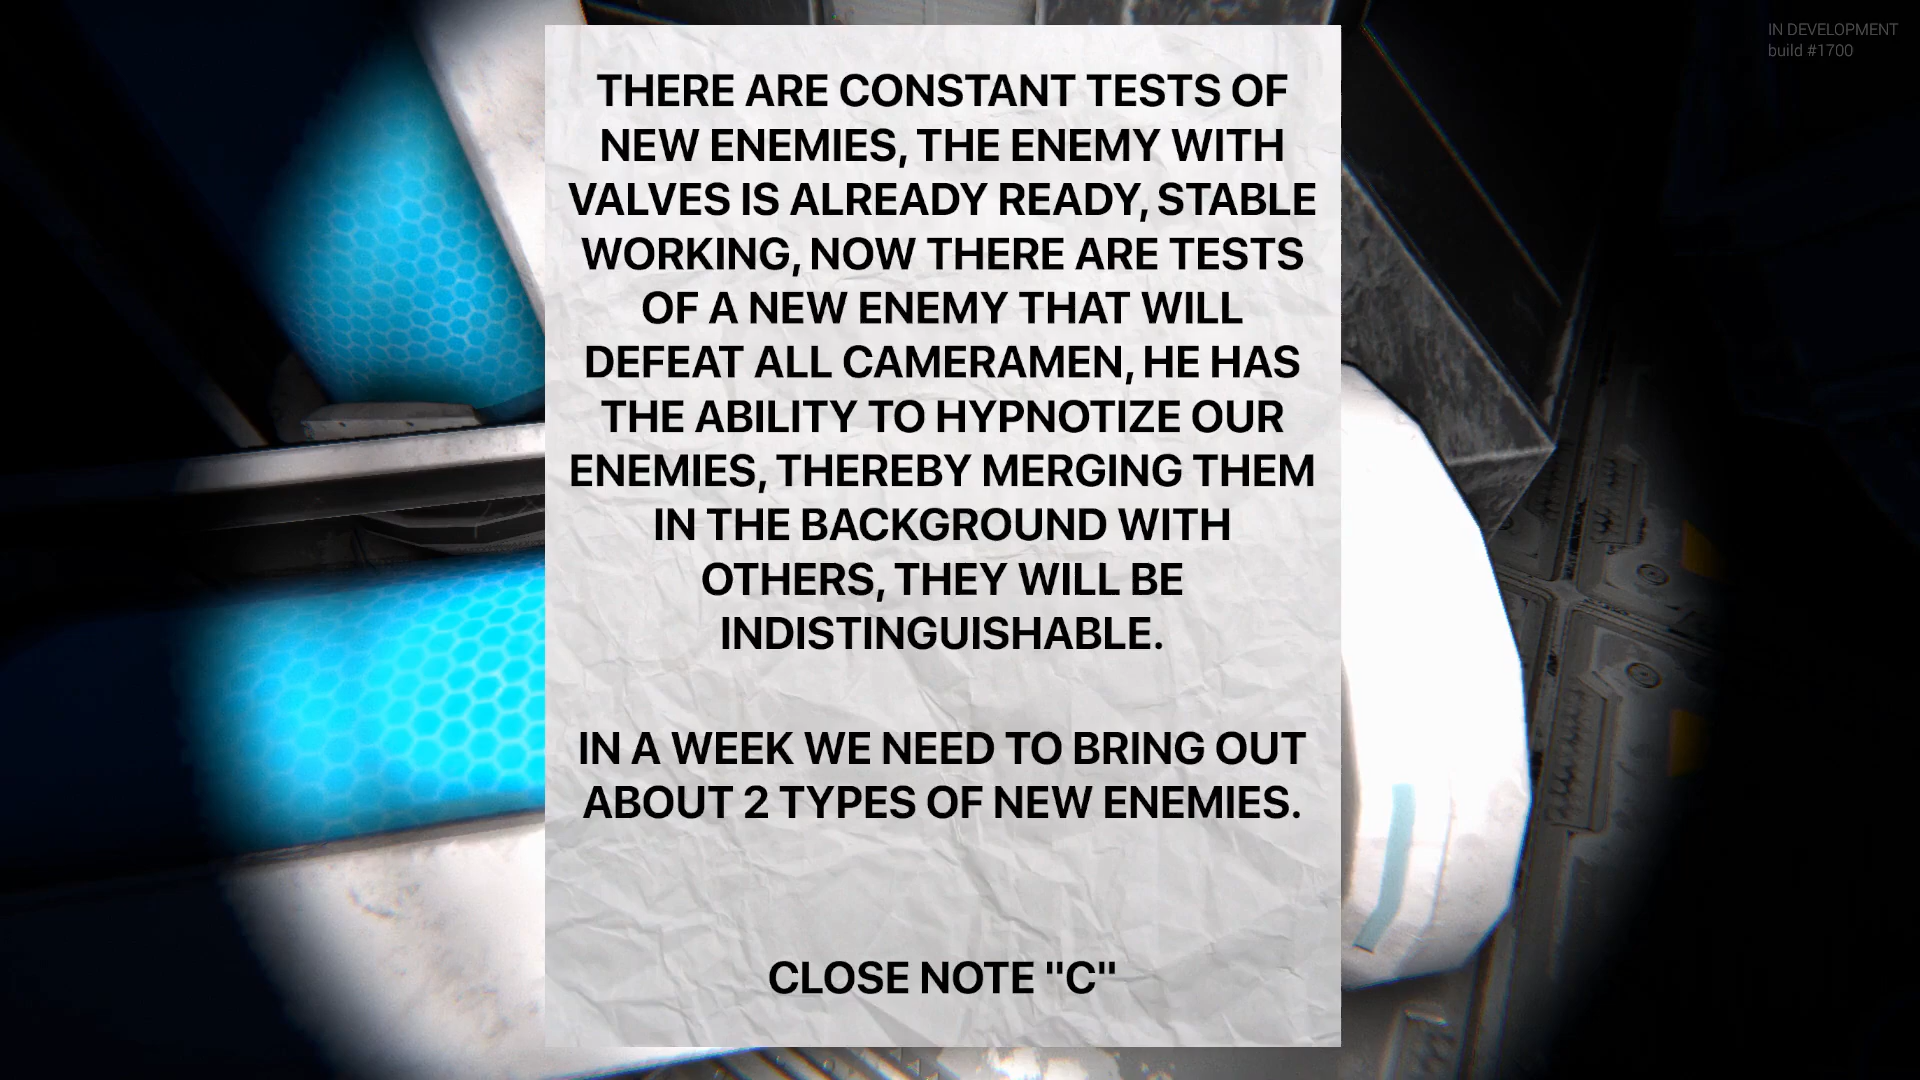 IN DEVELOPMENT
build #1700
THERE ARE CONSTANT TESTS OF
NEW ENEMIES, THE ENEMY WITH
VALVES IS ALREADY READY, STABLE
WORKING, NOW THERE ARE TESTS
OF A NEW ENEMY THAT WILL
DEFEAT ALL CAMERAMEN, HE HAS
THE ABILITY TO HYPNOTIZE OUR
ENEMIES, THEREBY MERGING THEM
IN THE BACKGROUND WITH
OTHERS, THEY WILL BE
INDISTINGUISHABLE.
IN A WEEK WE NEED TO BRING OUT
ABOUT 2 TYPES OF NEW ENEMIES.
CLOSE NOTE "C"